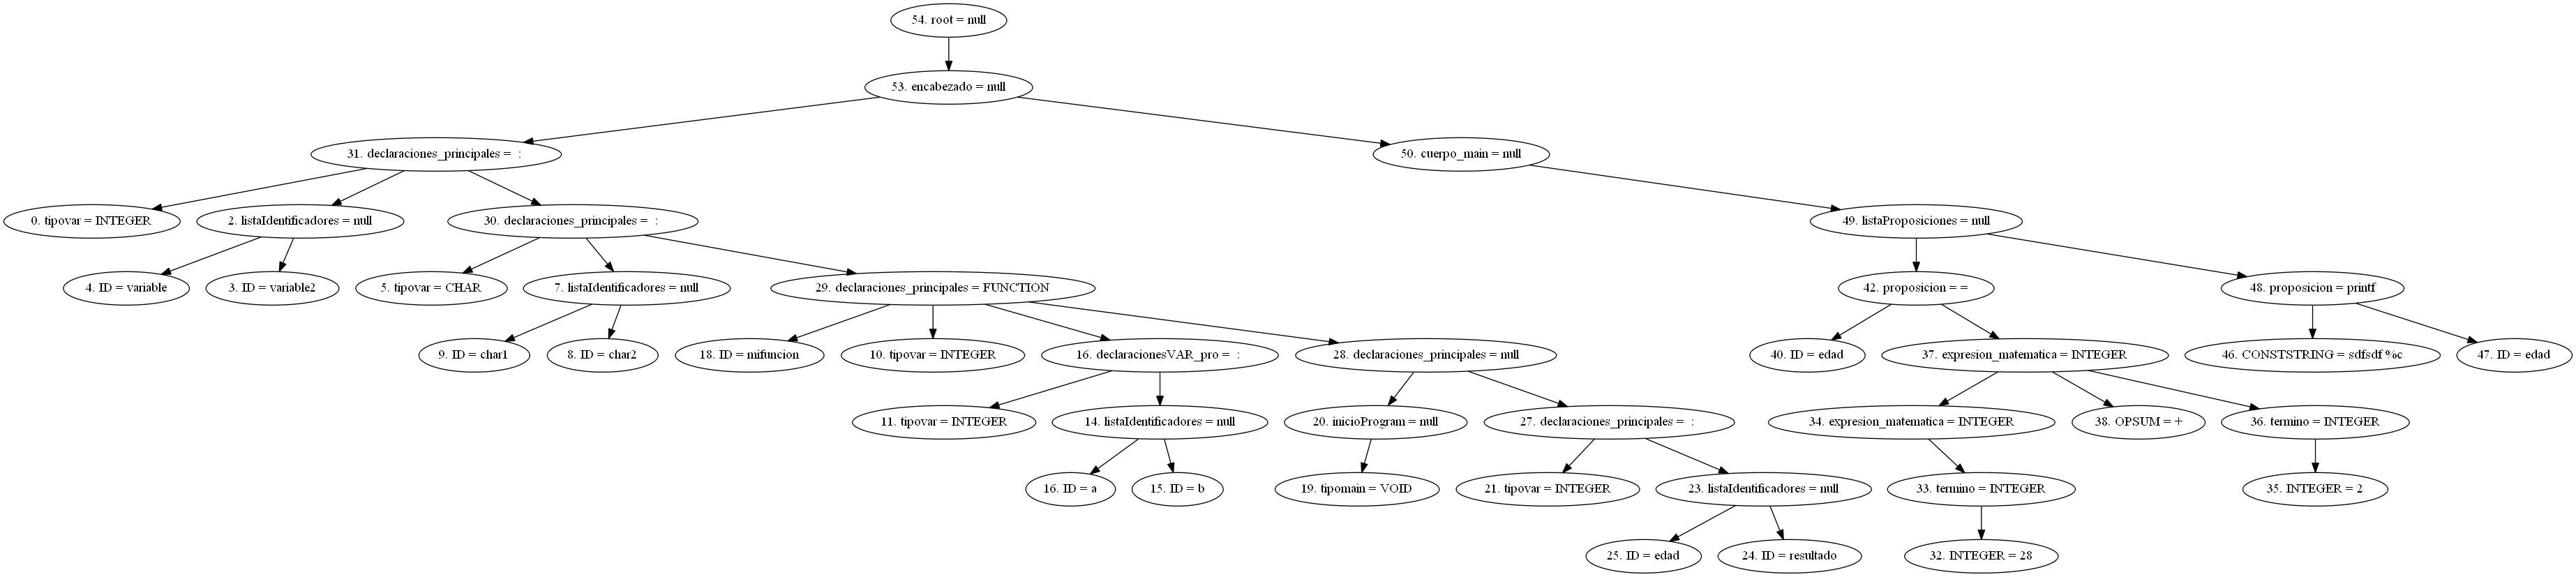 54. root = null
53. encabezado = null
31. declaraciones_principales = :
50. cuerpo_main = null
0. tipovar = INTEGER
2. listaIdentificadores = null
30. declaraciones_principales = :
49. listaProposiciones = null
4. ID = variable
3. ID = variable2
5. tipovar = CHAR
7. listaIdentificadores = null
29. declaraciones_principales = FUNCTION
42. proposicion = =
48. proposicion = printf
9. ID = char1
8. ID = char2
18. ID = mifuncion
10. tipovar = INTEGER
16. declaracionesVAR_pro = :
28. declaraciones_principales = null
40. ID = edad
37. expresion_matematica = INTEGER
46. CONSTSTRING = sdfsdf %c
47. ID = edad
11. tipovar = INTEGER
14. listaIdentificadores = null
20. inicioProgram = null
27. declaraciones_principales = :
34. expresion_matematica = INTEGER
38. OPSUM = +
36. termino = INTEGER
16. ID = a
15. ID = b
19. tipomain = VOID
21. tipovar = INTEGER
23. listaIdentificadores = null
33. termino = INTEGER
35. INTEGER = 2
25. ID = edad
24. ID = resultado
32. INTEGER = 28